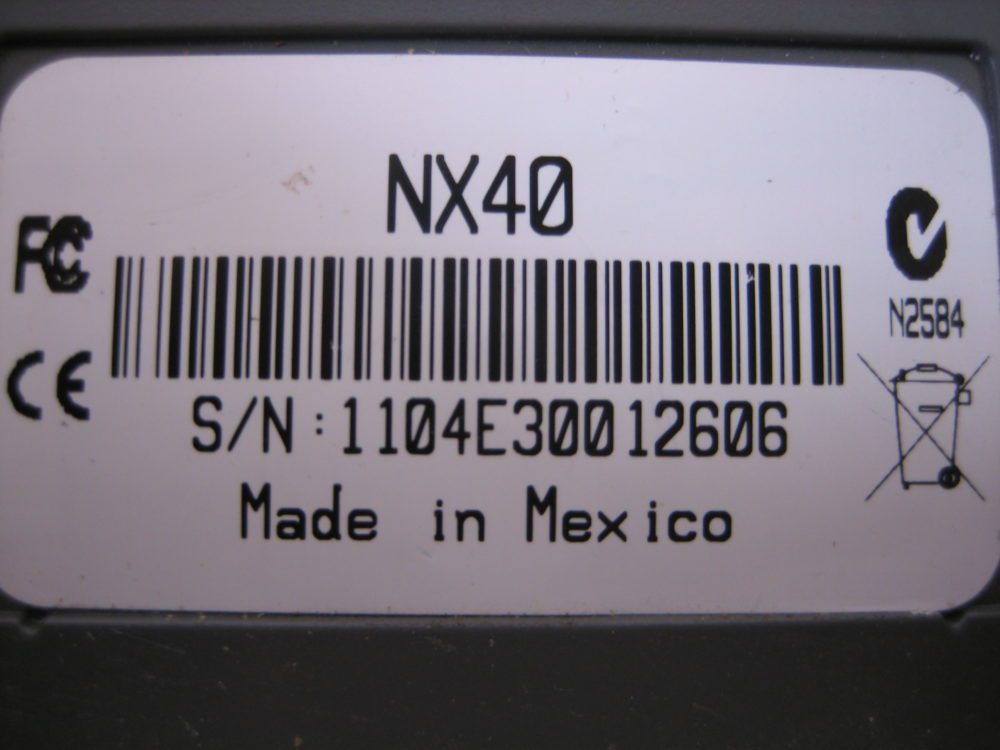 NX40
FC
N2584
CE
S/N:1104E30012606
Made in Mexico